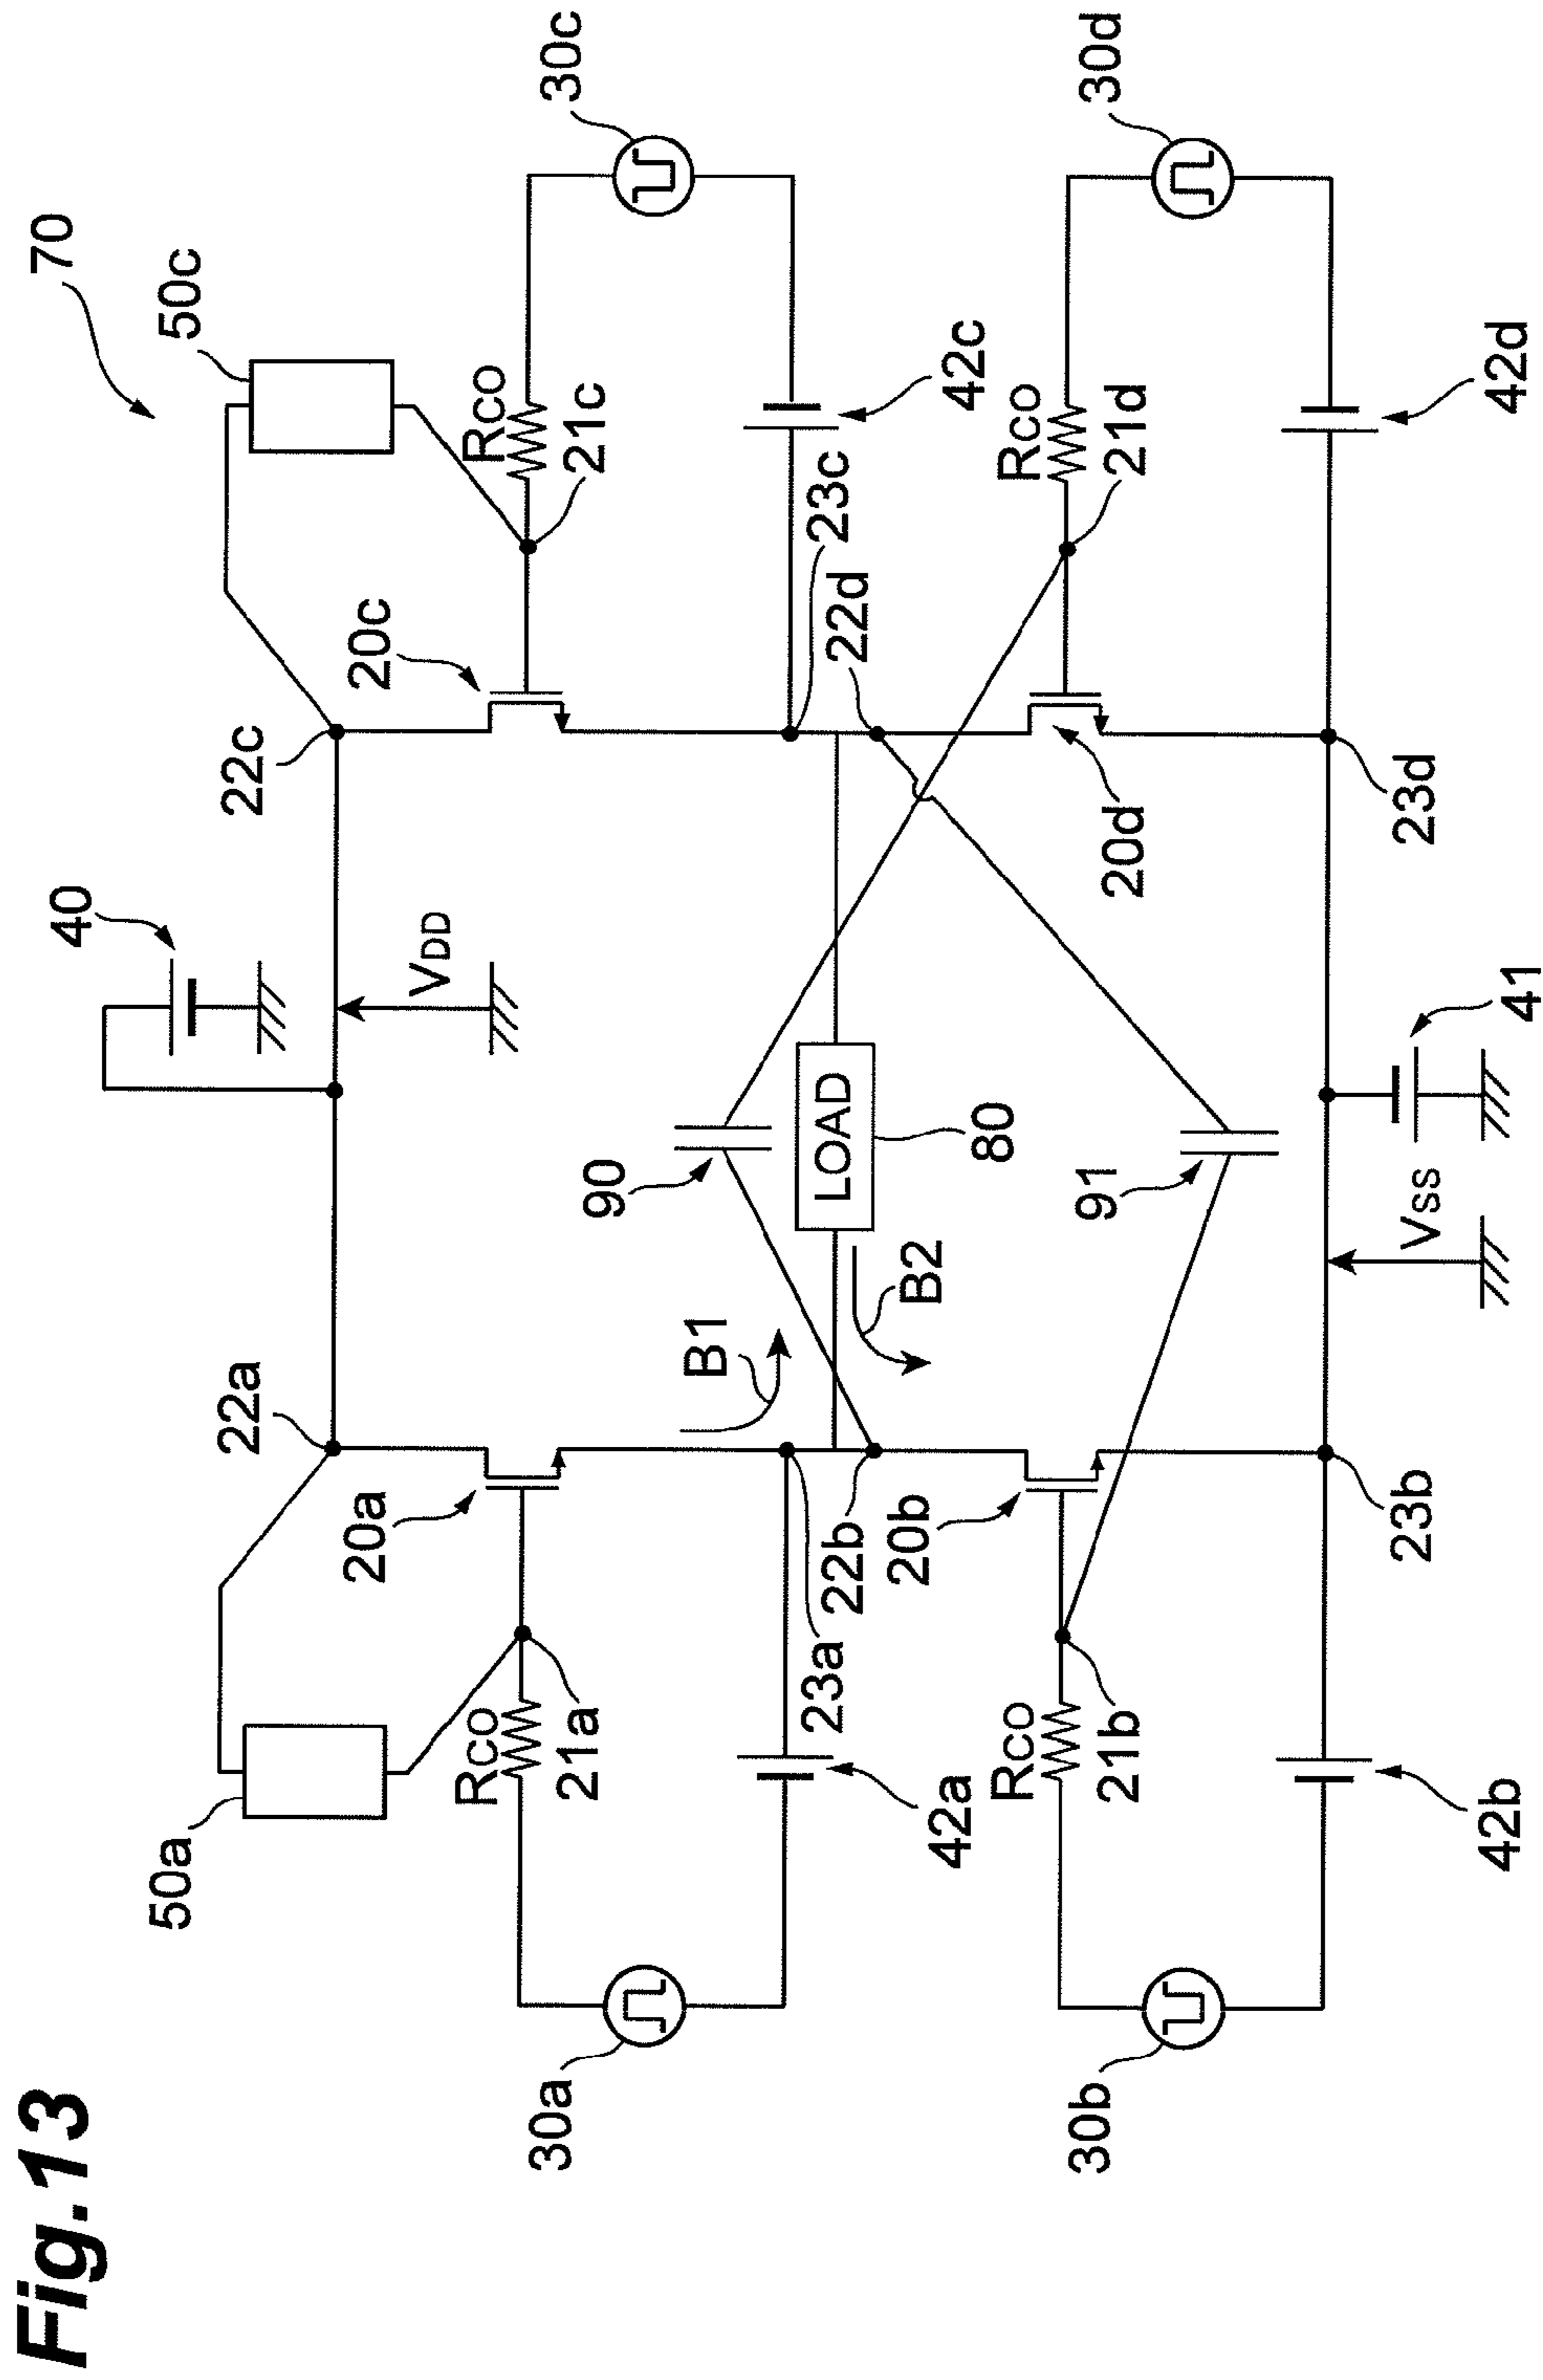 Fig.13
70
40
50a
50c
22a
22c
20a
20c
VDD
RCO
RCO
30a
30c
21a
21c
90
B1
23a
LOAD
23c
22b
22d
20b
B2
42a
42c
80
RCO
RCO
30b
30d
91
21b
20d
21d
23b
VSS
23d
42b
41
42d